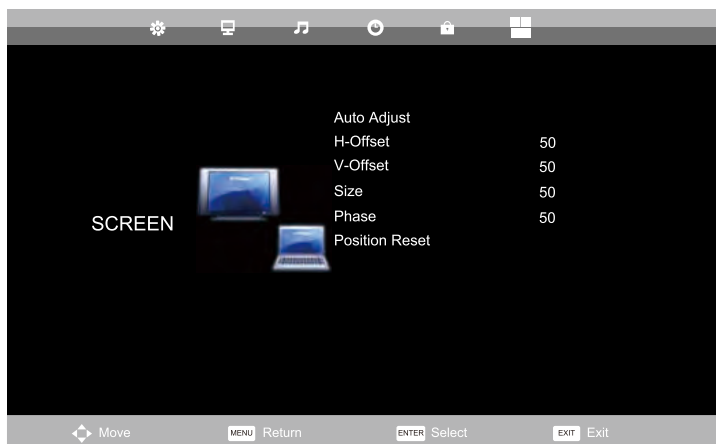 Auto Adjust
H-Offset 50
V-Offset 50
Size 50
Phase 50
Position Reset
SCREEN
Move MENU Return ENTER Select EXIT Exit